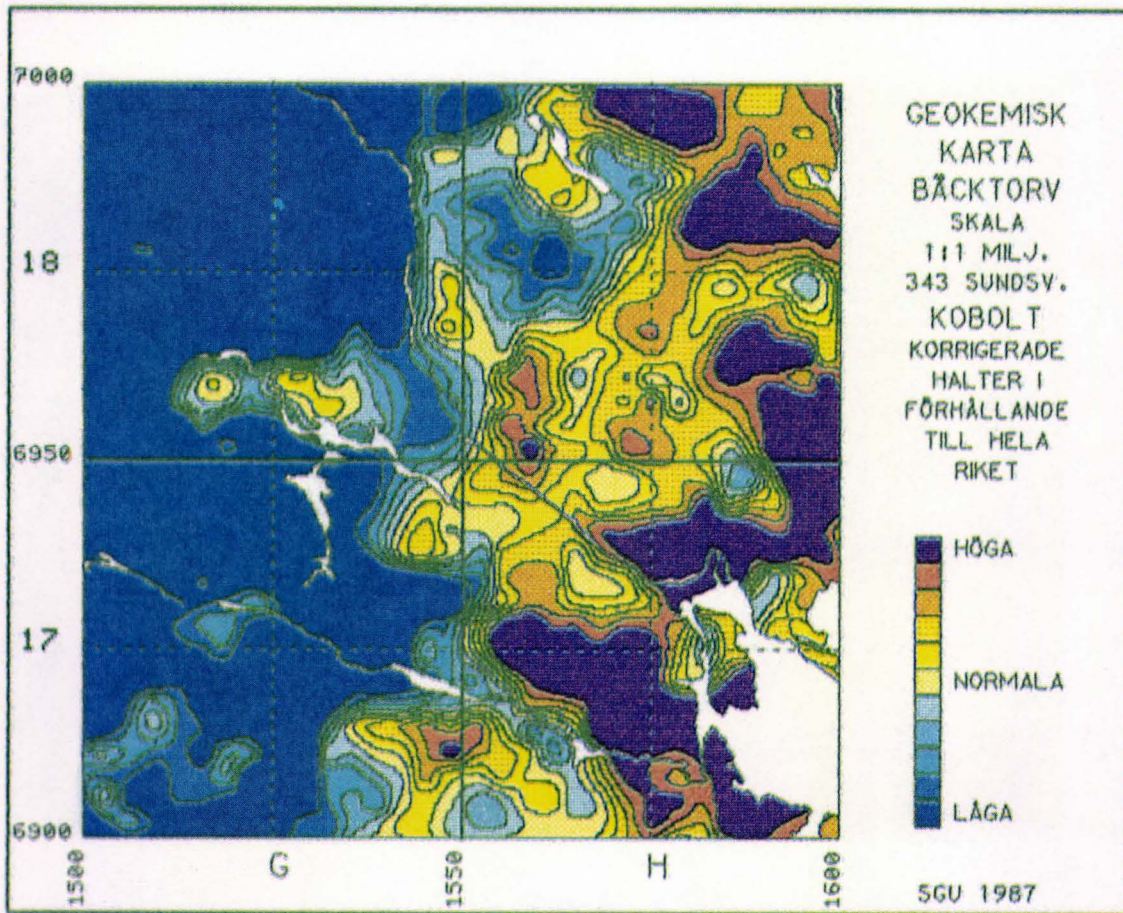 7000
18
6950
17
6900
1500
G
1550
H
1600
GEOKEMISK
KARTA
BÄCKTORV
SKALA
1:1 MILJ.
343 SUNDSV.
KOBOLT
KORRIGERADE
HALTER I
FÖRHÅLLANDE
TILL HELA
RIKET
HÖGA
NORMALA
LÅGA
SGU 1987